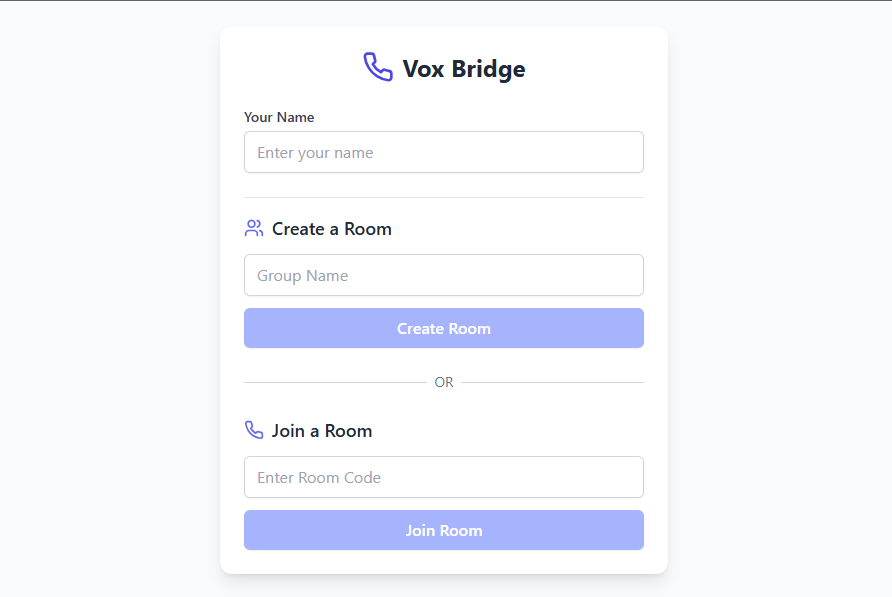 Vox Bridge
Your Name
Enter your name
Create a Room
Group Name
Create Room
OR
Join a Room
Enter Room Code
Join Room